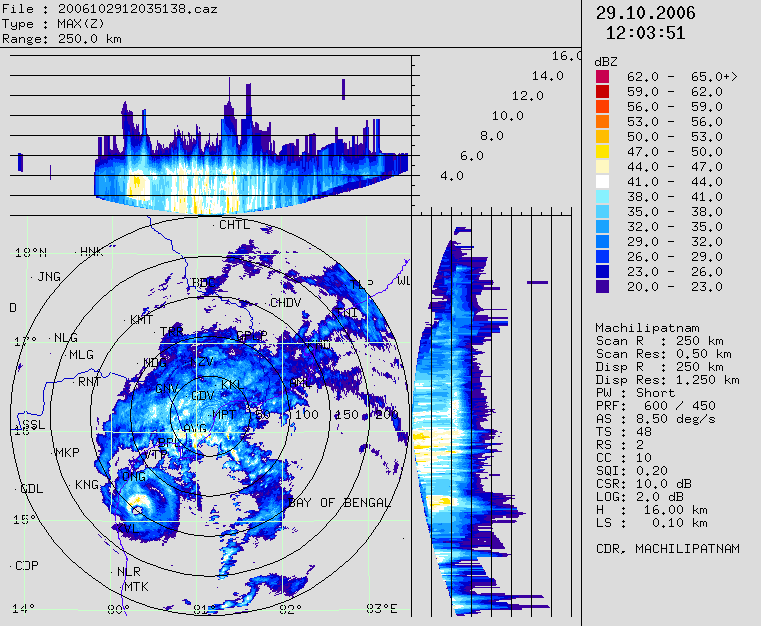 File : 2006102912035138.caz
Type : MAX(Z)
Range: 250.0 km
29.10.2006
12:03:51
16.0
14.0
12.0
10.0
8.0
6.0
4.0
dBZ
62.0 - 65.0+>
59.0 - 62.0
56.0 - 59.0
53.0 - 56.0
50.0 - 53.0
47.0 - 50.0
44.0 - 47.0
41.0 - 44.0
38.0 - 41.0
35.0 - 38.0
32.0 - 35.0
29.0 - 32.0
26.0 - 29.0
23.0 - 26.0
20.0 - 23.0
CHTL
18°N
HNK
JNG
WL
CHDV
D
KMT
NLG
17°
MLG
RNT
KKL
GDV
MPT 50 100 150 200
SSL
AVG
MKP
KNG
ONG
GDL
BAY OF BENGAL
15°
CDP
NLR
MTK
14°
80°
81°
82°
83°E
Machilipatnam
Scan R : 250 km
Scan Res: 0.50 km
Disp R : 250 km
Disp Res: 1.250 km
PW : Short
PRF: 600 / 450
AS : 8.50 deg/s
TS : 48
RS : 2
CC : 10
SQI: 0.20
CSR: 10.0 dB
LOG: 2.0 dB
H : 16.00 km
LS : 0.10 km
CDR, MACHILIPATNAM